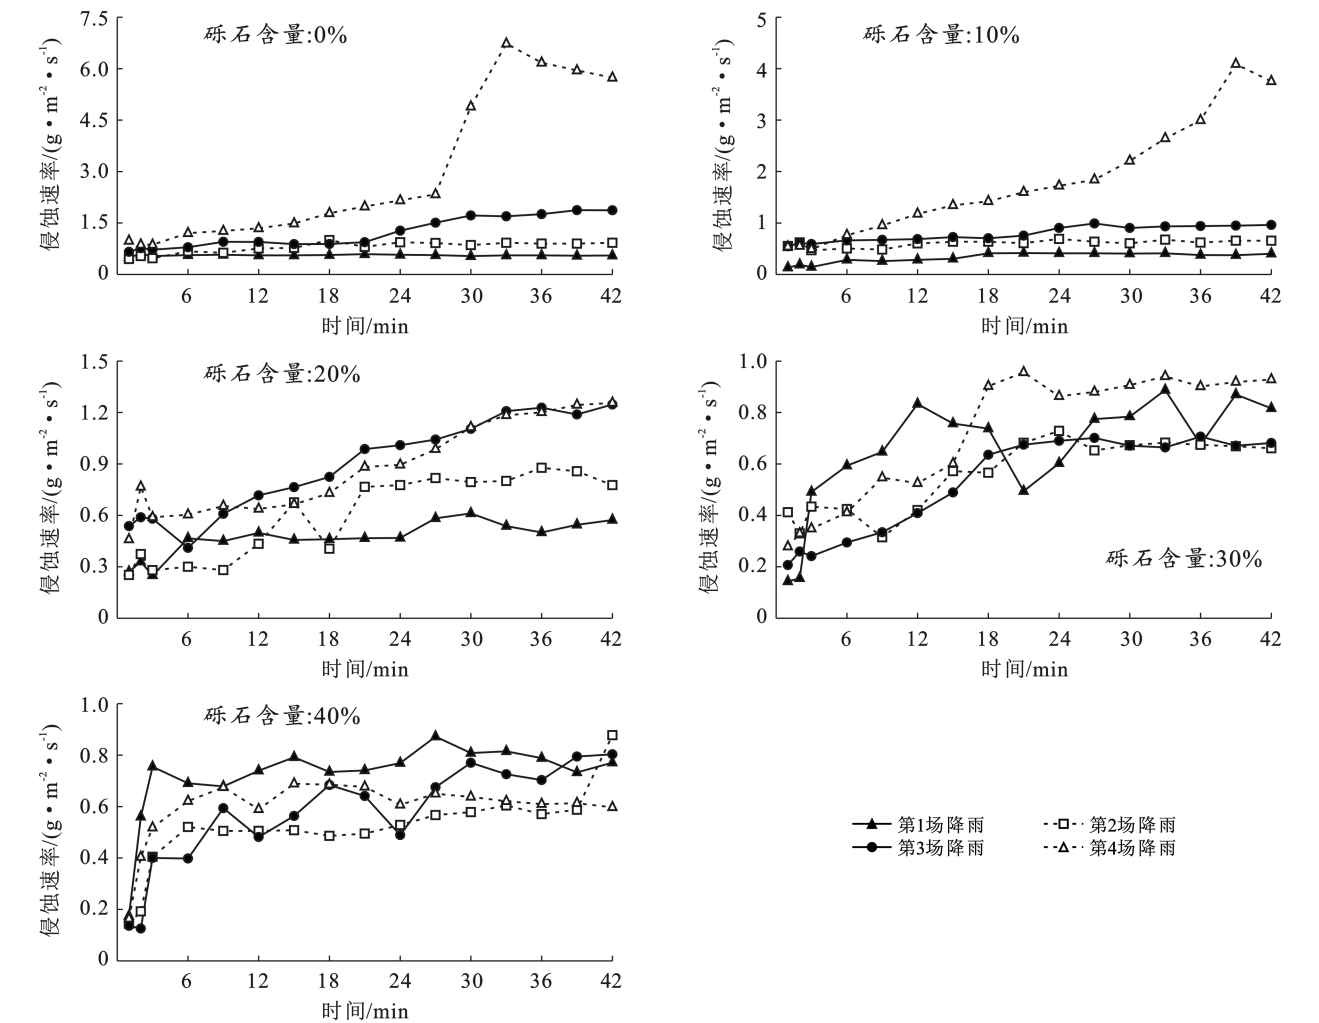 砾石含量:0%
侵蚀速率/(g·m⁻²·s⁻¹)
7.5
6.0
4.5
3.0
1.5
0
6 12 18 24 30 36 42
时间/min
砾石含量:10%
侵蚀速率/(g·m⁻²·s⁻¹)
5
4
3
2
1
0
6 12 18 24 30 36 42
时间/min
砾石含量:20%
侵蚀速率/(g·m⁻²·s⁻¹)
1.5
1.2
0.9
0.6
0.3
0
6 12 18 24 30 36 42
时间/min
砾石含量:30%
侵蚀速率/(g·m⁻²·s⁻¹)
1.0
0.8
0.6
0.4
0.2
0
6 12 18 24 30 36 42
时间/min
砾石含量:40%
侵蚀速率/(g·m⁻²·s⁻¹)
1.0
0.8
0.6
0.4
0.2
0
6 12 18 24 30 36 42
时间/min
第1场降雨 第2场降雨
第3场降雨 第4场降雨